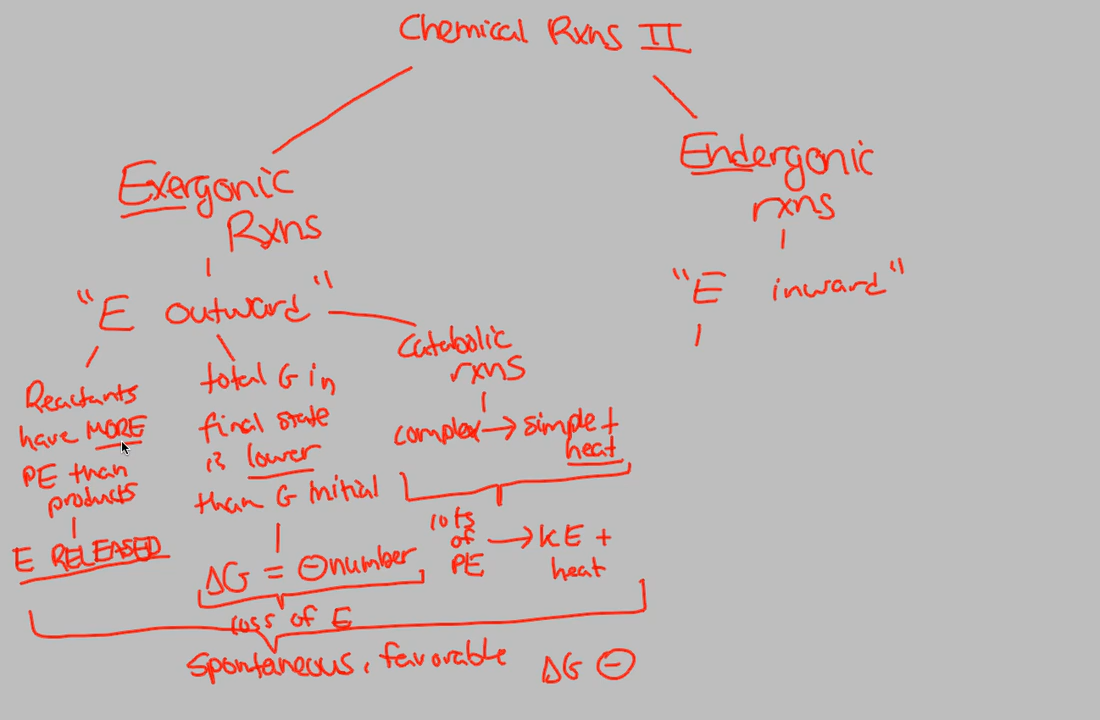 Chemical Rxns II
Exergonic
Rxns
"E outward"
Reactants
have MORE
PE than
products
E RELEASED
total G in
final state
is lower
than G initial
ΔG = ⊖number
loss of E
Catabolic
rxns
complex → simple +
heat
lots
of
PE
→ KE +
heat
Spontaneous, favorable ΔG ⊖
Endergonic
rxns
"E inward"